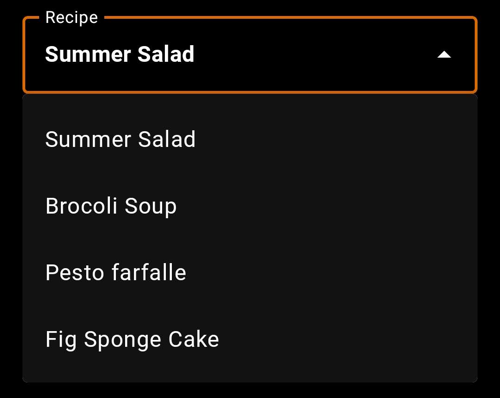 Recipe
Summer Salad
Summer Salad
Brocoli Soup
Pesto farfalle
Fig Sponge Cake